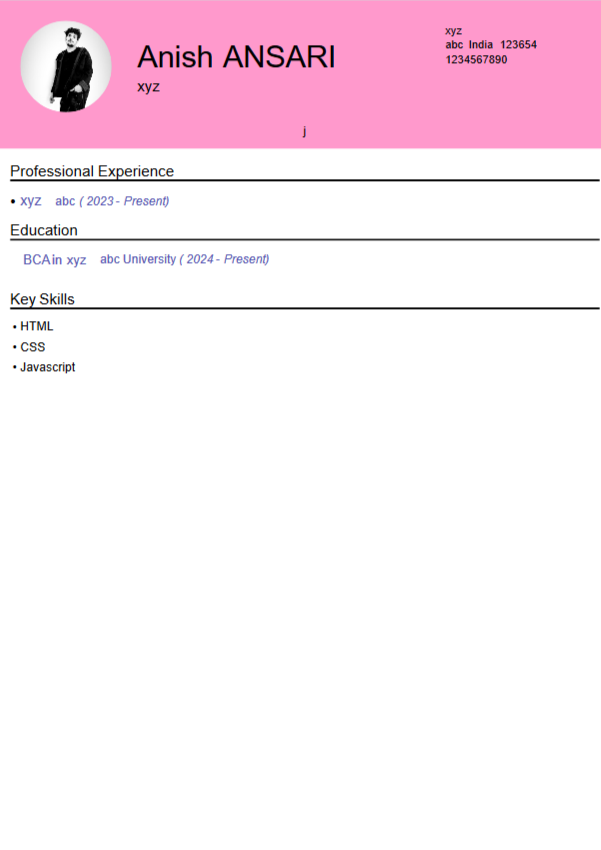 Anish ANSARI
xyz
xyz
abc India 123654
1234567890
j
Professional Experience
• xyz abc ( 2023 - Present)
Education
BCA in xyz abc University ( 2024 - Present)
Key Skills
• HTML
• CSS
• Javascript